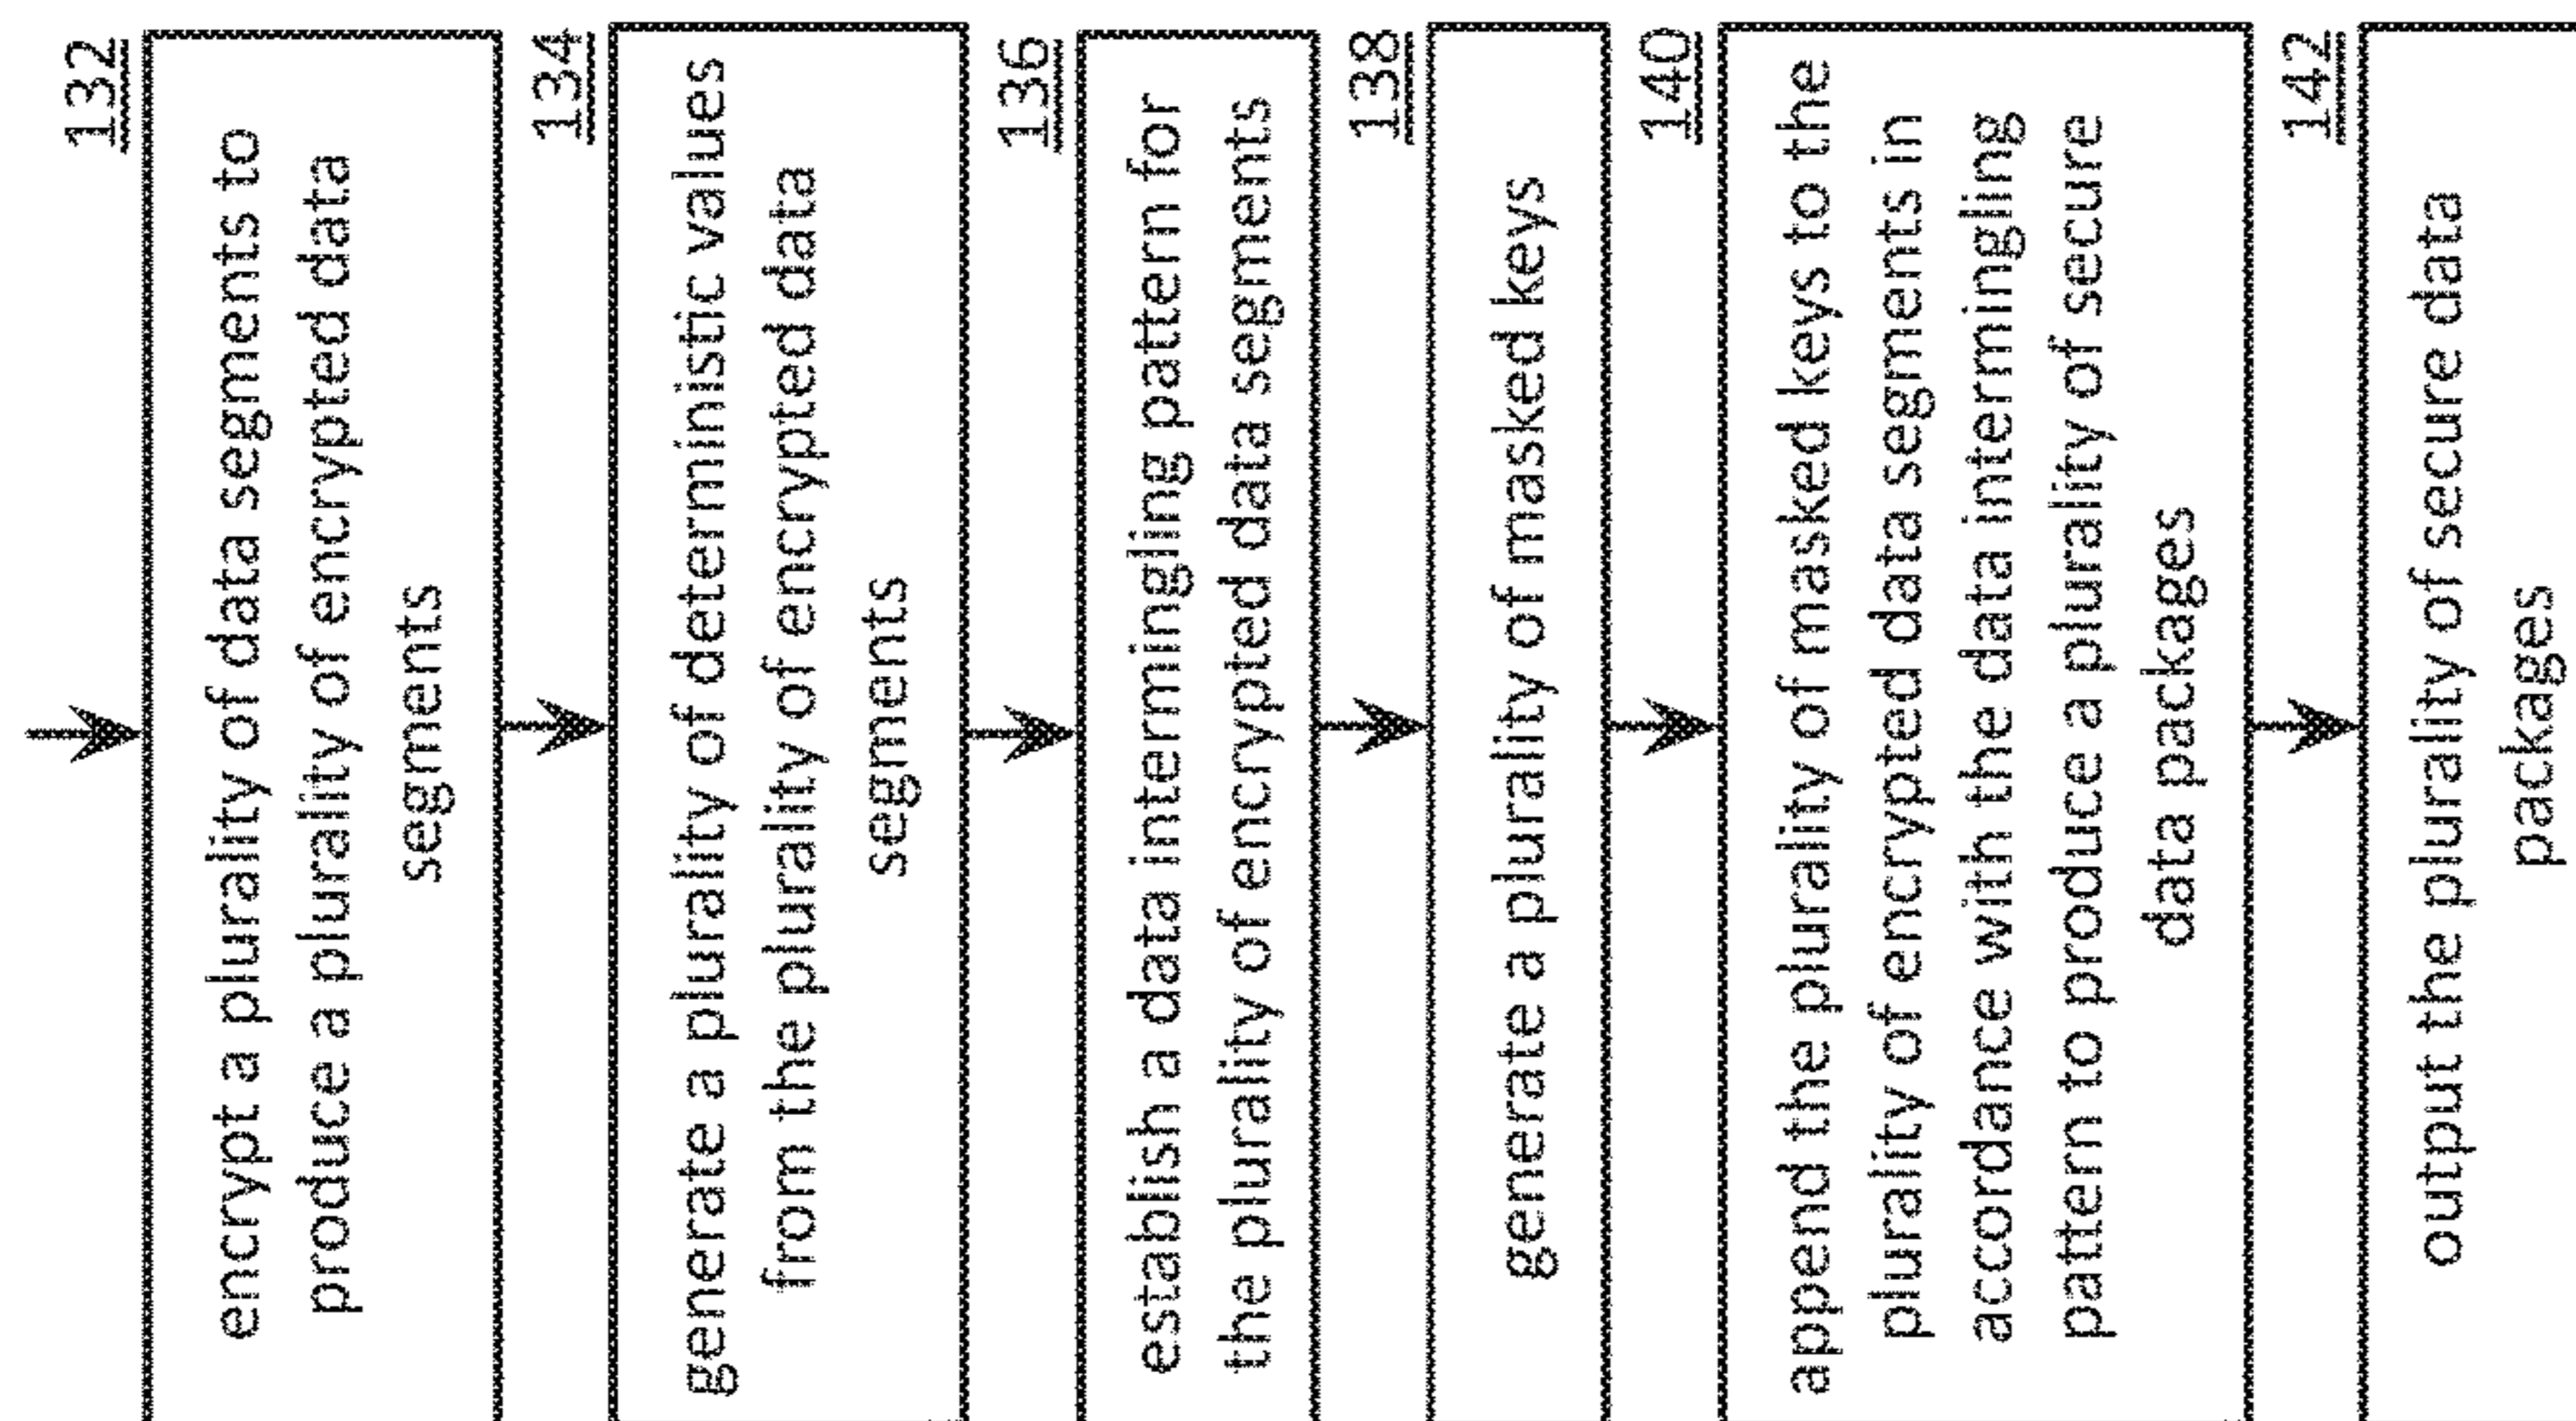 132
encrypt a plurality of data segments to
produce a plurality of encrypted data
segments
134
generate a plurality of deterministic values
from the plurality of encrypted data
segments
136
establish a data intermingling pattern for
the plurality of encrypted data segments
138
generate a plurality of masked keys
140
append the plurality of masked keys to the
plurality of encrypted data segments in
accordance with the data intermingling
pattern to produce a plurality of secure
data packages
142
output the plurality of secure data
packages